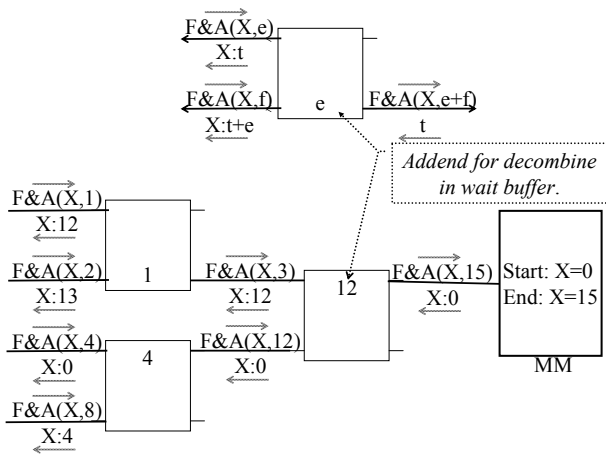 F&A(X,e)
X:t
F&A(X,f)
X:t+e
e
F&A(X,e+f)
t
Addend for decombine
in wait buffer.
F&A(X,1)
X:12
F&A(X,2)
X:13
1
F&A(X,3)
X:12
F&A(X,4)
X:0
F&A(X,8)
X:4
4
F&A(X,12)
X:0
12
F&A(X,15)
X:0
Start: X=0
End: X=15
MM